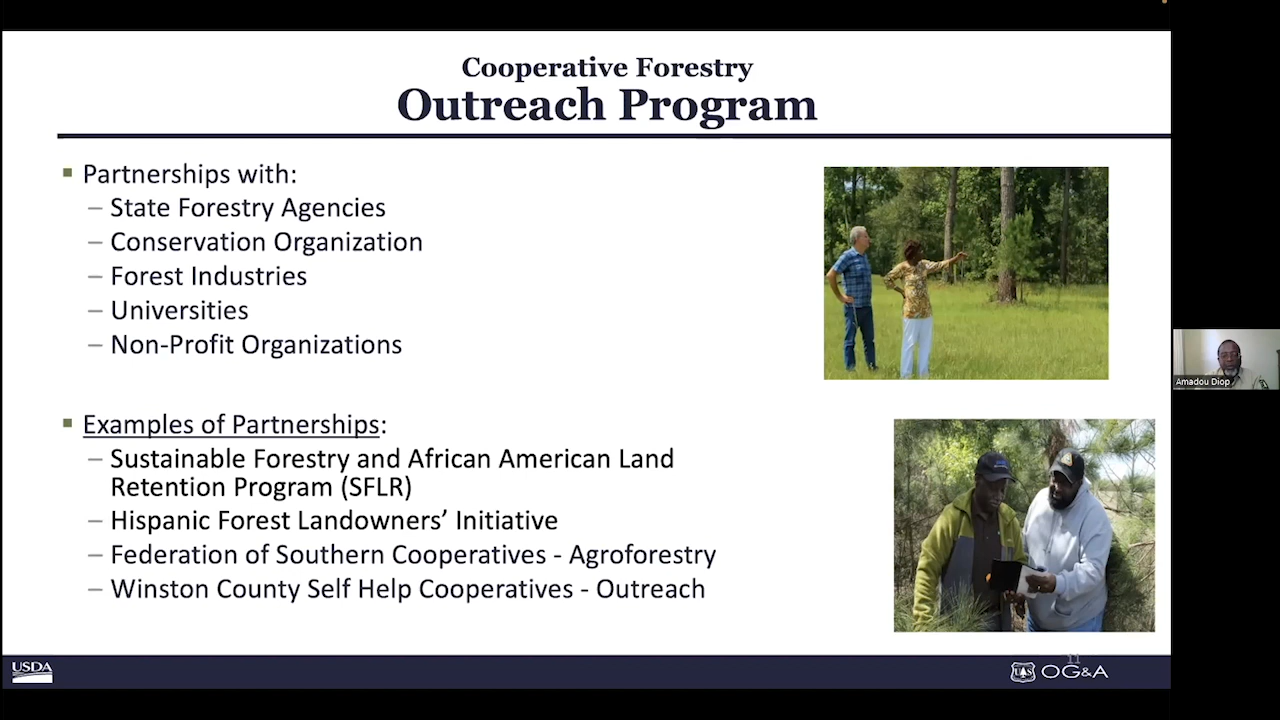 Cooperative Forestry
Outreach Program
▪ Partnerships with:
– State Forestry Agencies
– Conservation Organization
– Forest Industries
– Universities
– Non-Profit Organizations
▪ Examples of Partnerships:
– Sustainable Forestry and African American Land
Retention Program (SFLR)
– Hispanic Forest Landowners’ Initiative
– Federation of Southern Cooperatives - Agroforestry
– Winston County Self Help Cooperatives - Outreach
Amadou Diop
USDA
11
UAS OG&A